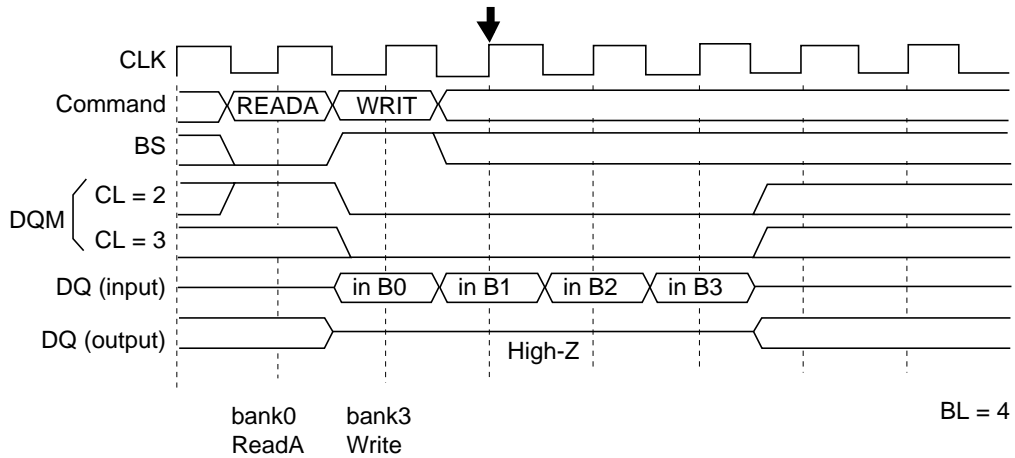 CLK
Command READA WRIT
BS
DQM CL = 2
CL = 3
DQ (input) in B0 in B1 in B2 in B3
DQ (output) High-Z
bank0 bank3 BL = 4
ReadA Write